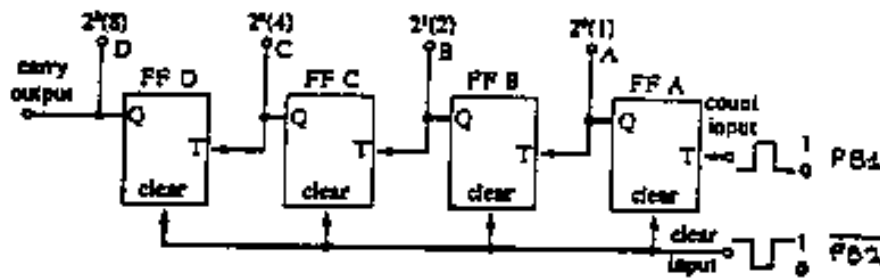 2³(8) 2²(4) 2¹(2) 2⁰(1)
D C B A
carry output
FF D FF C FF B FF A
count input
Q Q Q Q
T T T T
1
0
PB1
clear clear clear clear
clear input
1
0
PB2